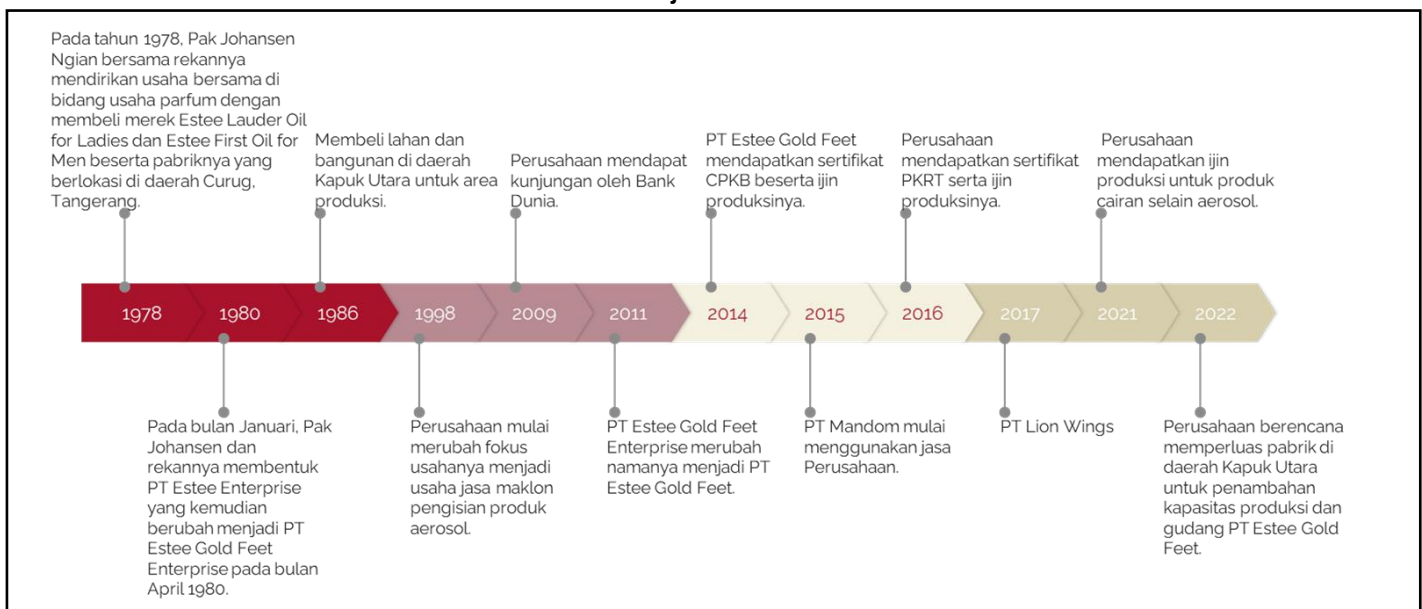 Pada tahun 1978, Pak Johansen
Ngian bersama rekannya
mendirikan usaha bersama di
bidang usaha parfum dengan
membeli merek Estee Lauder Oil
for Ladies dan Estee First Oil for
Men beserta pabriknya yang
berlokasi di daerah Curug,
Tangerang.
Membeli lahan dan
bangunan di daerah
Kapuk Utara untuk area
produksi.
Perusahaan mendapat
kunjungan oleh Bank
Dunia.
PT Estee Gold Feet
mendapatkan sertifikat
CPKB beserta ijin
produksinya.
Perusahaan
mendapatkan sertifikat
PKRT serta ijin
produksinya.
Perusahaan
mendapatkan ijin
produksi untuk produk
cairan selain aerosol.
1978
1980
1986
1998
2009
2011
2014
2015
2016
2017
2021
2022
Pada bulan Januari, Pak
Johansen dan
rekannya membentuk
PT Estee Enterprise
yang kemudian
berubah menjadi PT
Estee Gold Feet
Enterprise pada bulan
April 1980.
Perusahaan mulai
merubah fokus
usahanya menjadi
usaha jasa maklon
pengisian produk
aerosol.
PT Estee Gold Feet
Enterprise merubah
namanya menjadi PT
Estee Gold Feet.
PT Mandom mulai
menggunakan jasa
Perusahaan.
PT Lion Wings
Perusahaan berencana
memperluas pabrik di
daerah Kapuk Utara
untuk penambahan
kapasitas produksi dan
gudang PT Estee Gold
Feet.